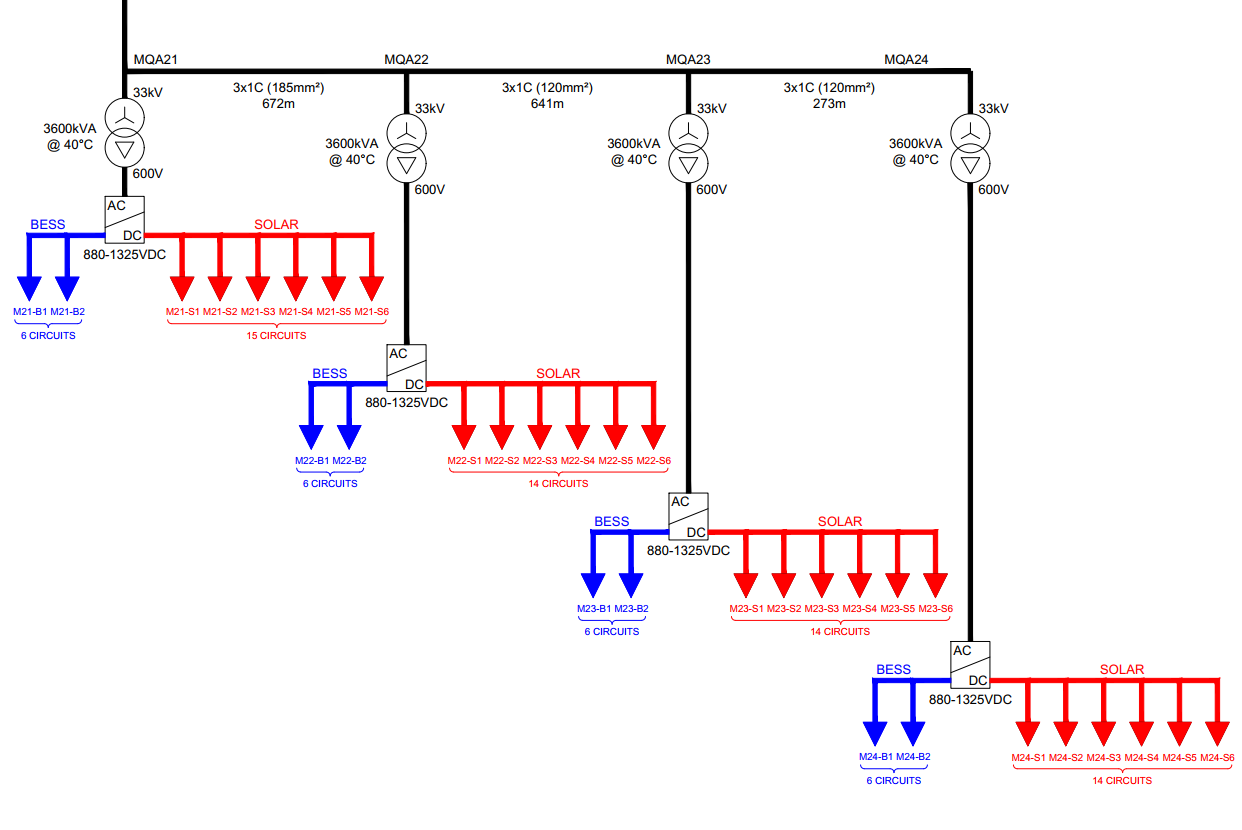 MQA21
MQA22
MQA23
MQA24
3x1C (185mm²)
672m
3x1C (120mm²)
641m
3x1C (120mm²)
273m
33kV
3600kVA
@ 40°C
600V
33kV
3600kVA
@ 40°C
600V
33kV
3600kVA
@ 40°C
600V
33kV
3600kVA
@ 40°C
600V
AC
DC
880-1325VDC
BESS
SOLAR
M21-B1 M21-B2
6 CIRCUITS
M21-S1 M21-S2 M21-S3 M21-S4 M21-S5 M21-S6
15 CIRCUITS
AC
DC
880-1325VDC
BESS
SOLAR
M22-B1 M22-B2
6 CIRCUITS
M22-S1 M22-S2 M22-S3 M22-S4 M22-S5 M22-S6
14 CIRCUITS
AC
DC
880-1325VDC
BESS
SOLAR
M23-B1 M23-B2
6 CIRCUITS
M23-S1 M23-S2 M23-S3 M23-S4 M23-S5 M23-S6
14 CIRCUITS
AC
DC
880-1325VDC
BESS
SOLAR
M24-B1 M24-B2
6 CIRCUITS
M24-S1 M24-S2 M24-S3 M24-S4 M24-S5 M24-S6
14 CIRCUITS